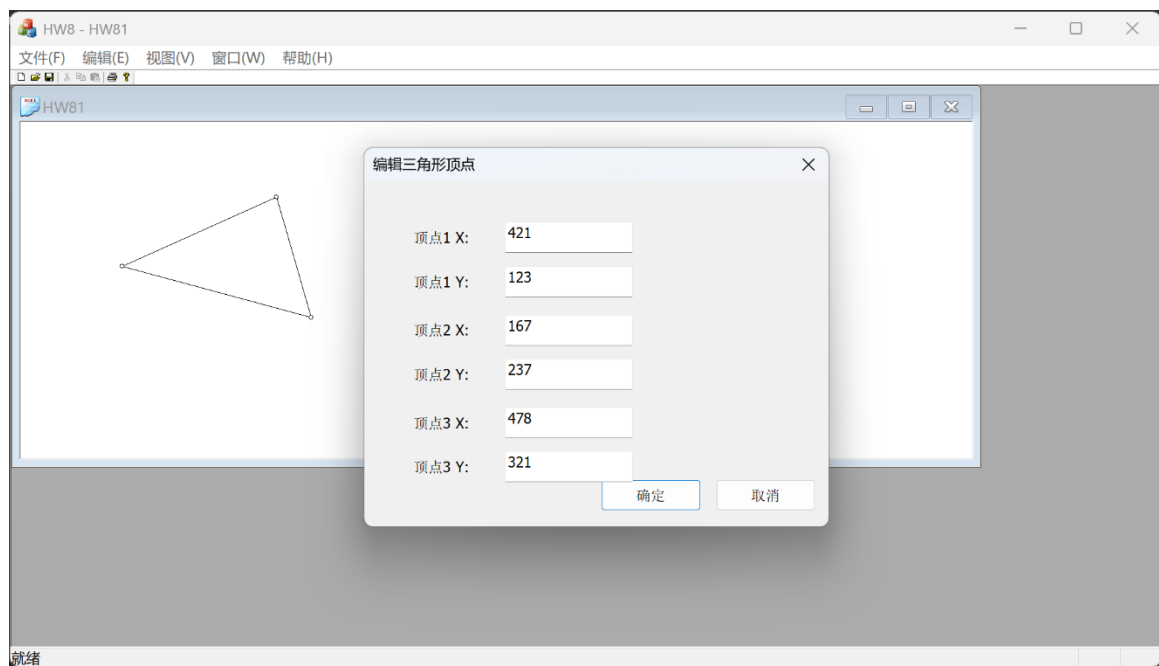 HW8 - HW81
文件(F) 编辑(E) 视图(V) 窗口(W) 帮助(H)
HW81
编辑三角形顶点
顶点1 X: 421
顶点1 Y: 123
顶点2 X: 167
顶点2 Y: 237
顶点3 X: 478
顶点3 Y: 321
确定 取消
就绪